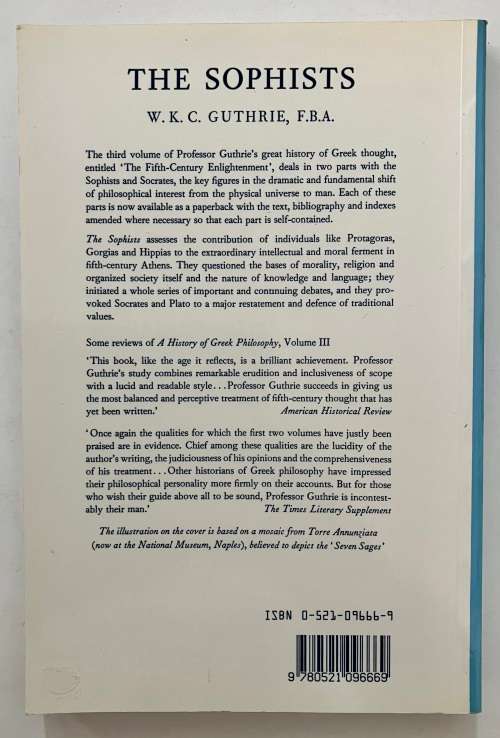 THE SOPHISTS
W. K. C. GUTHRIE, F.B.A.
The third volume of Professor Guthrie's great history of Greek thought,
entitled 'The Fifth-Century Enlightenment', deals in two parts with the
Sophists and Socrates, the key figures in the dramatic and fundamental shift
of philosophical interest from the physical universe to man. Each of these
parts is now available as a paperback with the text, bibliography and indexes
amended where necessary so that each part is self-contained.
The Sophists assesses the contribution of individuals like Protagoras,
Gorgias and Hippias to the extraordinary intellectual and moral ferment in
fifth-century Athens. They questioned the bases of morality, religion and
organized society itself and the nature of knowledge and language; they
initiated a whole series of important and continuing debates, and they pro-
voked Socrates and Plato to a major restatement and defence of traditional
values.
Some reviews of A History of Greek Philosophy, Volume III
'This book, like the age it reflects, is a brilliant achievement. Professor
Guthrie's study combines remarkable erudition and inclusiveness of scope
with a lucid and readable style...Professor Guthrie succeeds in giving us
the most balanced and perceptive treatment of fifth-century thought that has
yet been written.' American Historical Review
'Once again the qualities for which the first two volumes have justly been
praised are in evidence. Chief among these qualities are the lucidity of the
author's writing, the judiciousness of his opinions and the comprehensiveness
of his treatment...Other historians of Greek philosophy have impressed
their philosophical personality more firmly on their accounts. But for those
who wish their guide above all to be sound, Professor Guthrie is incontest-
ably their man.' The Times Literary Supplement
The illustration on the cover is based on a mosaic from Torre Annunziata
(now at the National Museum, Naples), believed to depict the 'Seven Sages'
ISBN 0-521-09666-9
9 780521 096669